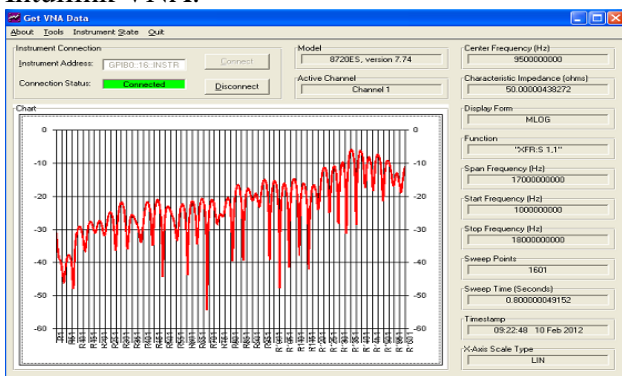 Get VNA Data
About Tools Instrument State Quit
Instrument Connection
Instrument Address: GPIB0::16::INSTR Connect
Connection Status: Connected Disconnect
Model
8720ES, version 7.74
Active Channel
Channel 1
Center Frequency (Hz)
9500000000
Characteristic Impedance (ohms)
50.00000438272
Display Form
MLOG
Function
"XFR:S 1,1"
Span Frequency (Hz)
17000000000
Start Frequency (Hz)
1000000000
Stop Frequency (Hz)
18000000000
Sweep Points
1601
Sweep Time (Seconds)
0.800000049152
Timestamp
09:22:48 10 Feb 2012
X-Axis Scale Type
LIN
Chart
0 0
-10 -10
-20 -20
-30 -30
-40 -40
-50 -50
-60 -60